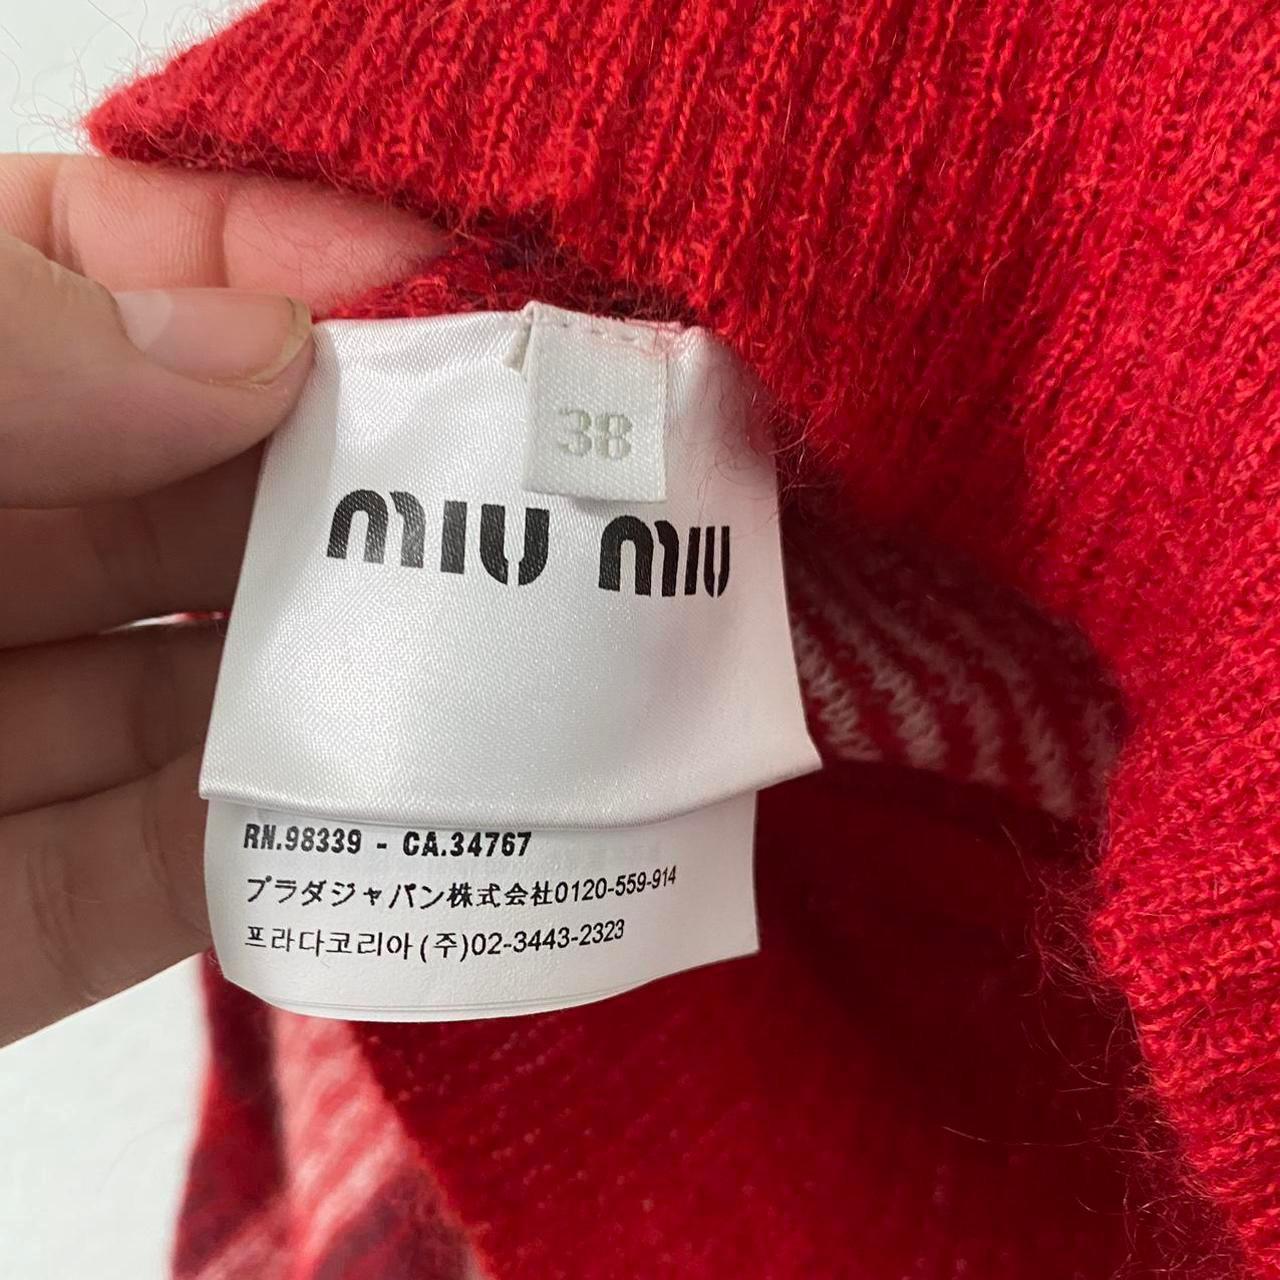 38
MIU MIU
RN.98339 - CA.34767
プラダジャパン株式会社0120-559-914
프라다코리아(주)02-3443-2323